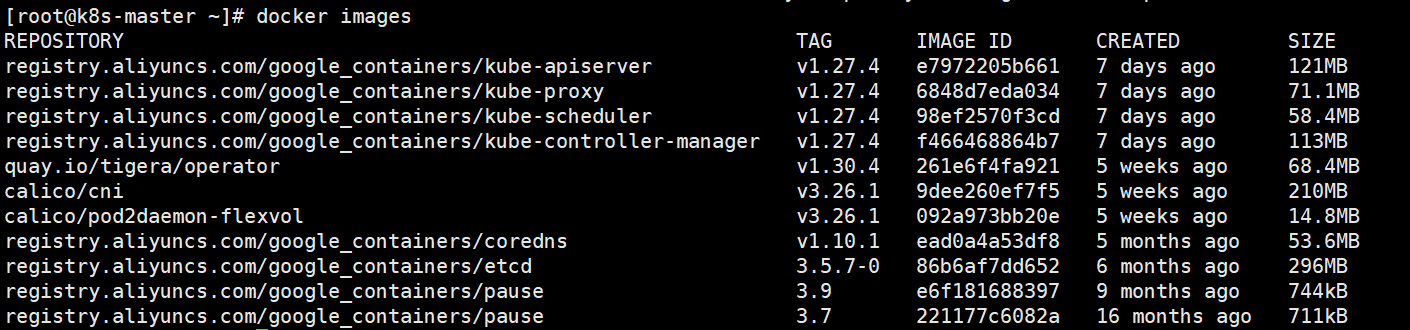 [root@k8s-master ~]# docker images
REPOSITORY TAG IMAGE ID CREATED SIZE
registry.aliyuncs.com/google_containers/kube-apiserver v1.27.4 e7972205b661 7 days ago 121MB
registry.aliyuncs.com/google_containers/kube-proxy v1.27.4 6848d7eda034 7 days ago 71.1MB
registry.aliyuncs.com/google_containers/kube-scheduler v1.27.4 98ef2570f3cd 7 days ago 58.4MB
registry.aliyuncs.com/google_containers/kube-controller-manager v1.27.4 f466468864b7 7 days ago 113MB
quay.io/tigera/operator v1.30.4 261e6f4fa921 5 weeks ago 68.4MB
calico/cni v3.26.1 9dee260ef7f5 5 weeks ago 210MB
calico/pod2daemon-flexvol v3.26.1 092a973bb20e 5 weeks ago 14.8MB
registry.aliyuncs.com/google_containers/coredns v1.10.1 ead0a4a53df8 5 months ago 53.6MB
registry.aliyuncs.com/google_containers/etcd 3.5.7-0 86b6af7dd652 6 months ago 296MB
registry.aliyuncs.com/google_containers/pause 3.9 e6f181688397 9 months ago 744kB
registry.aliyuncs.com/google_containers/pause 3.7 221177c6082a 16 months ago 711kB